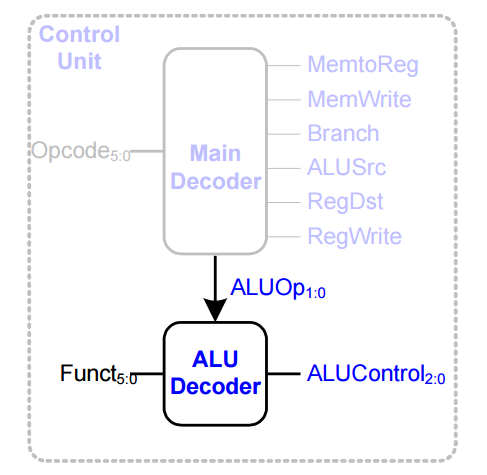 Control
Unit
MemtoReg
MemWrite
Opcode5:0
Main
Decoder
Branch
ALUSrc
RegDst
RegWrite
ALUOp1:0
Funct5:0
ALU
Decoder
ALUControl2:0